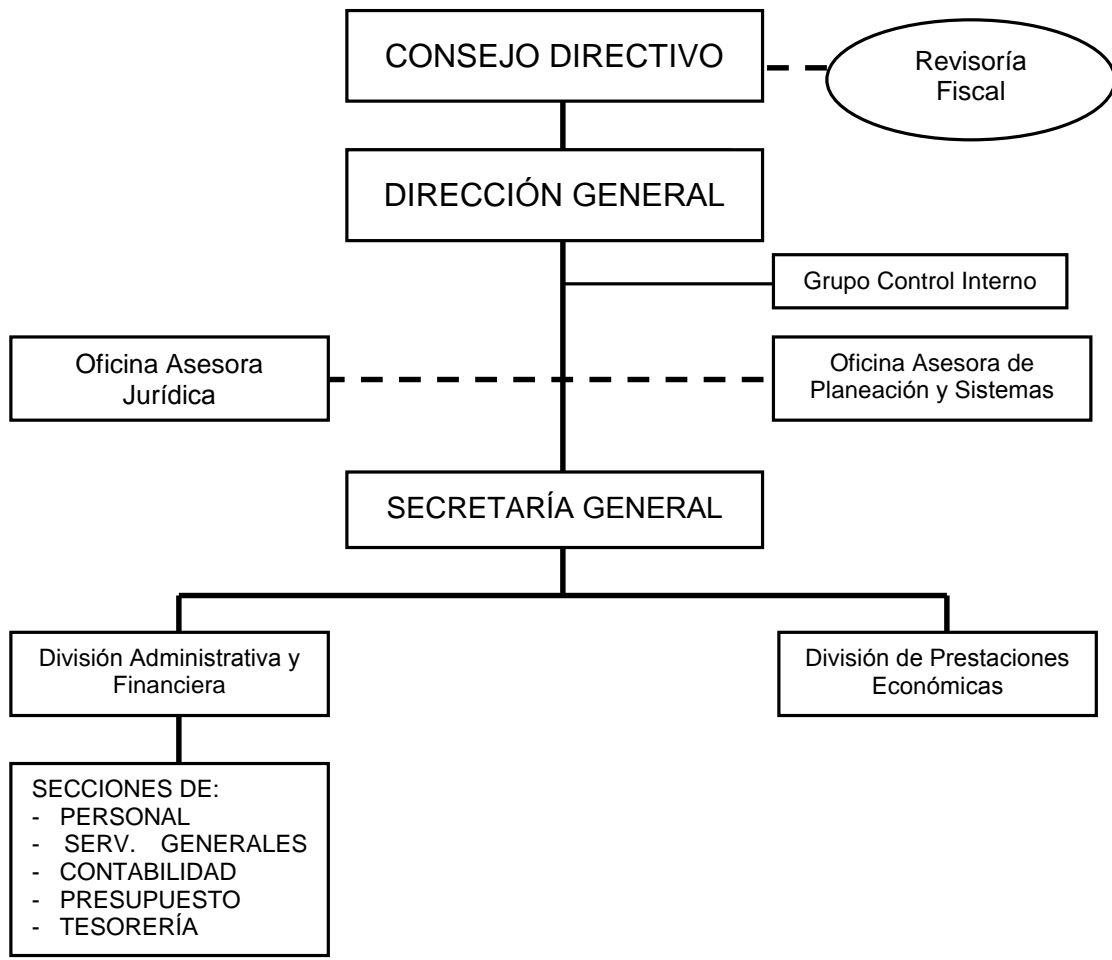 CONSEJO DIRECTIVO
Revisoría
Fiscal
DIRECCIÓN GENERAL
Grupo Control Interno
Oficina Asesora
Jurídica
Oficina Asesora de
Planeación y Sistemas
SECRETARÍA GENERAL
División Administrativa y
Financiera
División de Prestaciones
Económicas
SECCIONES DE:
- PERSONAL
- SERV. GENERALES
- CONTABILIDAD
- PRESUPUESTO
- TESORERÍA